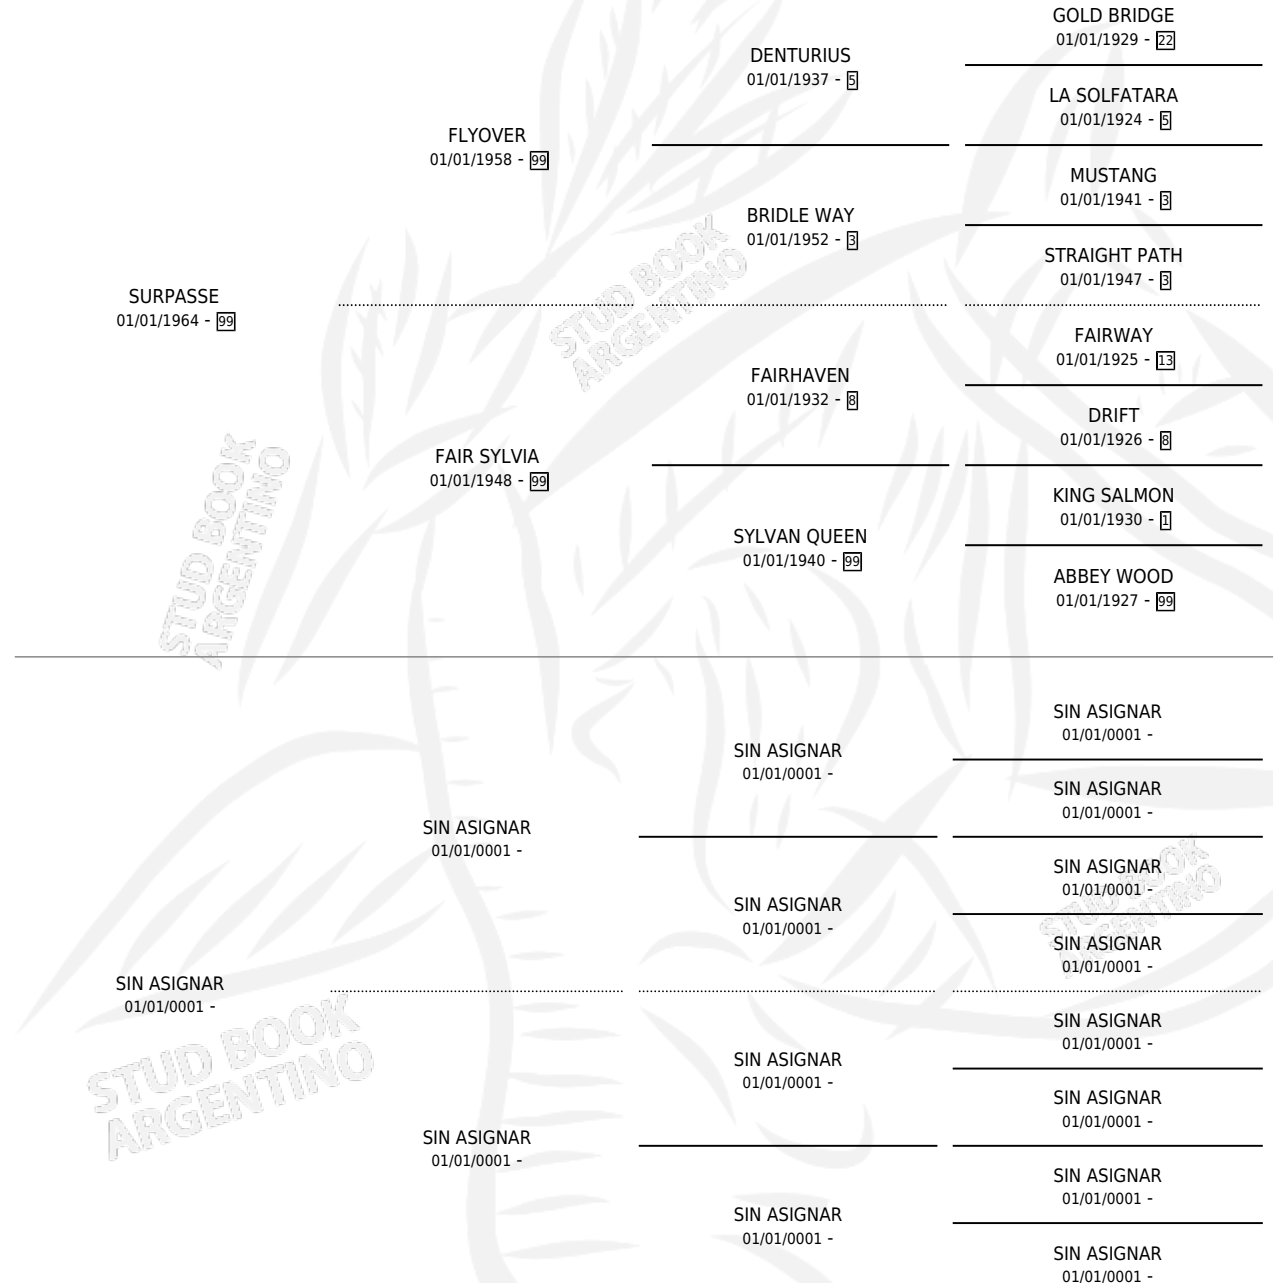 GOLD BRIDGE
01/01/1929 - 22
DENTURIUS
01/01/1937 - 5
LA SOLFATARA
01/01/1924 - 5
FLYOVER
01/01/1958 - 99
MUSTANG
01/01/1941 - 3
BRIDLE WAY
01/01/1952 - 3
STRAIGHT PATH
01/01/1947 - 3
SURPASSE
01/01/1964 - 99
FAIRWAY
01/01/1925 - 13
FAIRHAVEN
01/01/1932 - 8
DRIFT
01/01/1926 - 8
FAIR SYLVIA
01/01/1948 - 99
KING SALMON
01/01/1930 - 1
SYLVAN QUEEN
01/01/1940 - 99
ABBEY WOOD
01/01/1927 - 99
STUD BOOK
ARGENTINO
STUD BOOK
ARGENTINO
SIN ASIGNAR
01/01/0001 -
SIN ASIGNAR
01/01/0001 -
SIN ASIGNAR
01/01/0001 -
SIN ASIGNAR
01/01/0001 -
SIN ASIGNAR
01/01/0001 -
SIN ASIGNAR
01/01/0001 -
SIN ASIGNAR
01/01/0001 -
SIN ASIGNAR
01/01/0001 -
SIN ASIGNAR
01/01/0001 -
SIN ASIGNAR
01/01/0001 -
SIN ASIGNAR
01/01/0001 -
SIN ASIGNAR
01/01/0001 -
SIN ASIGNAR
01/01/0001 -
SIN ASIGNAR
01/01/0001 -
SIN ASIGNAR
01/01/0001 -
STUD BOOK
ARGENTINO
STUD BOOK
ARGENTINO